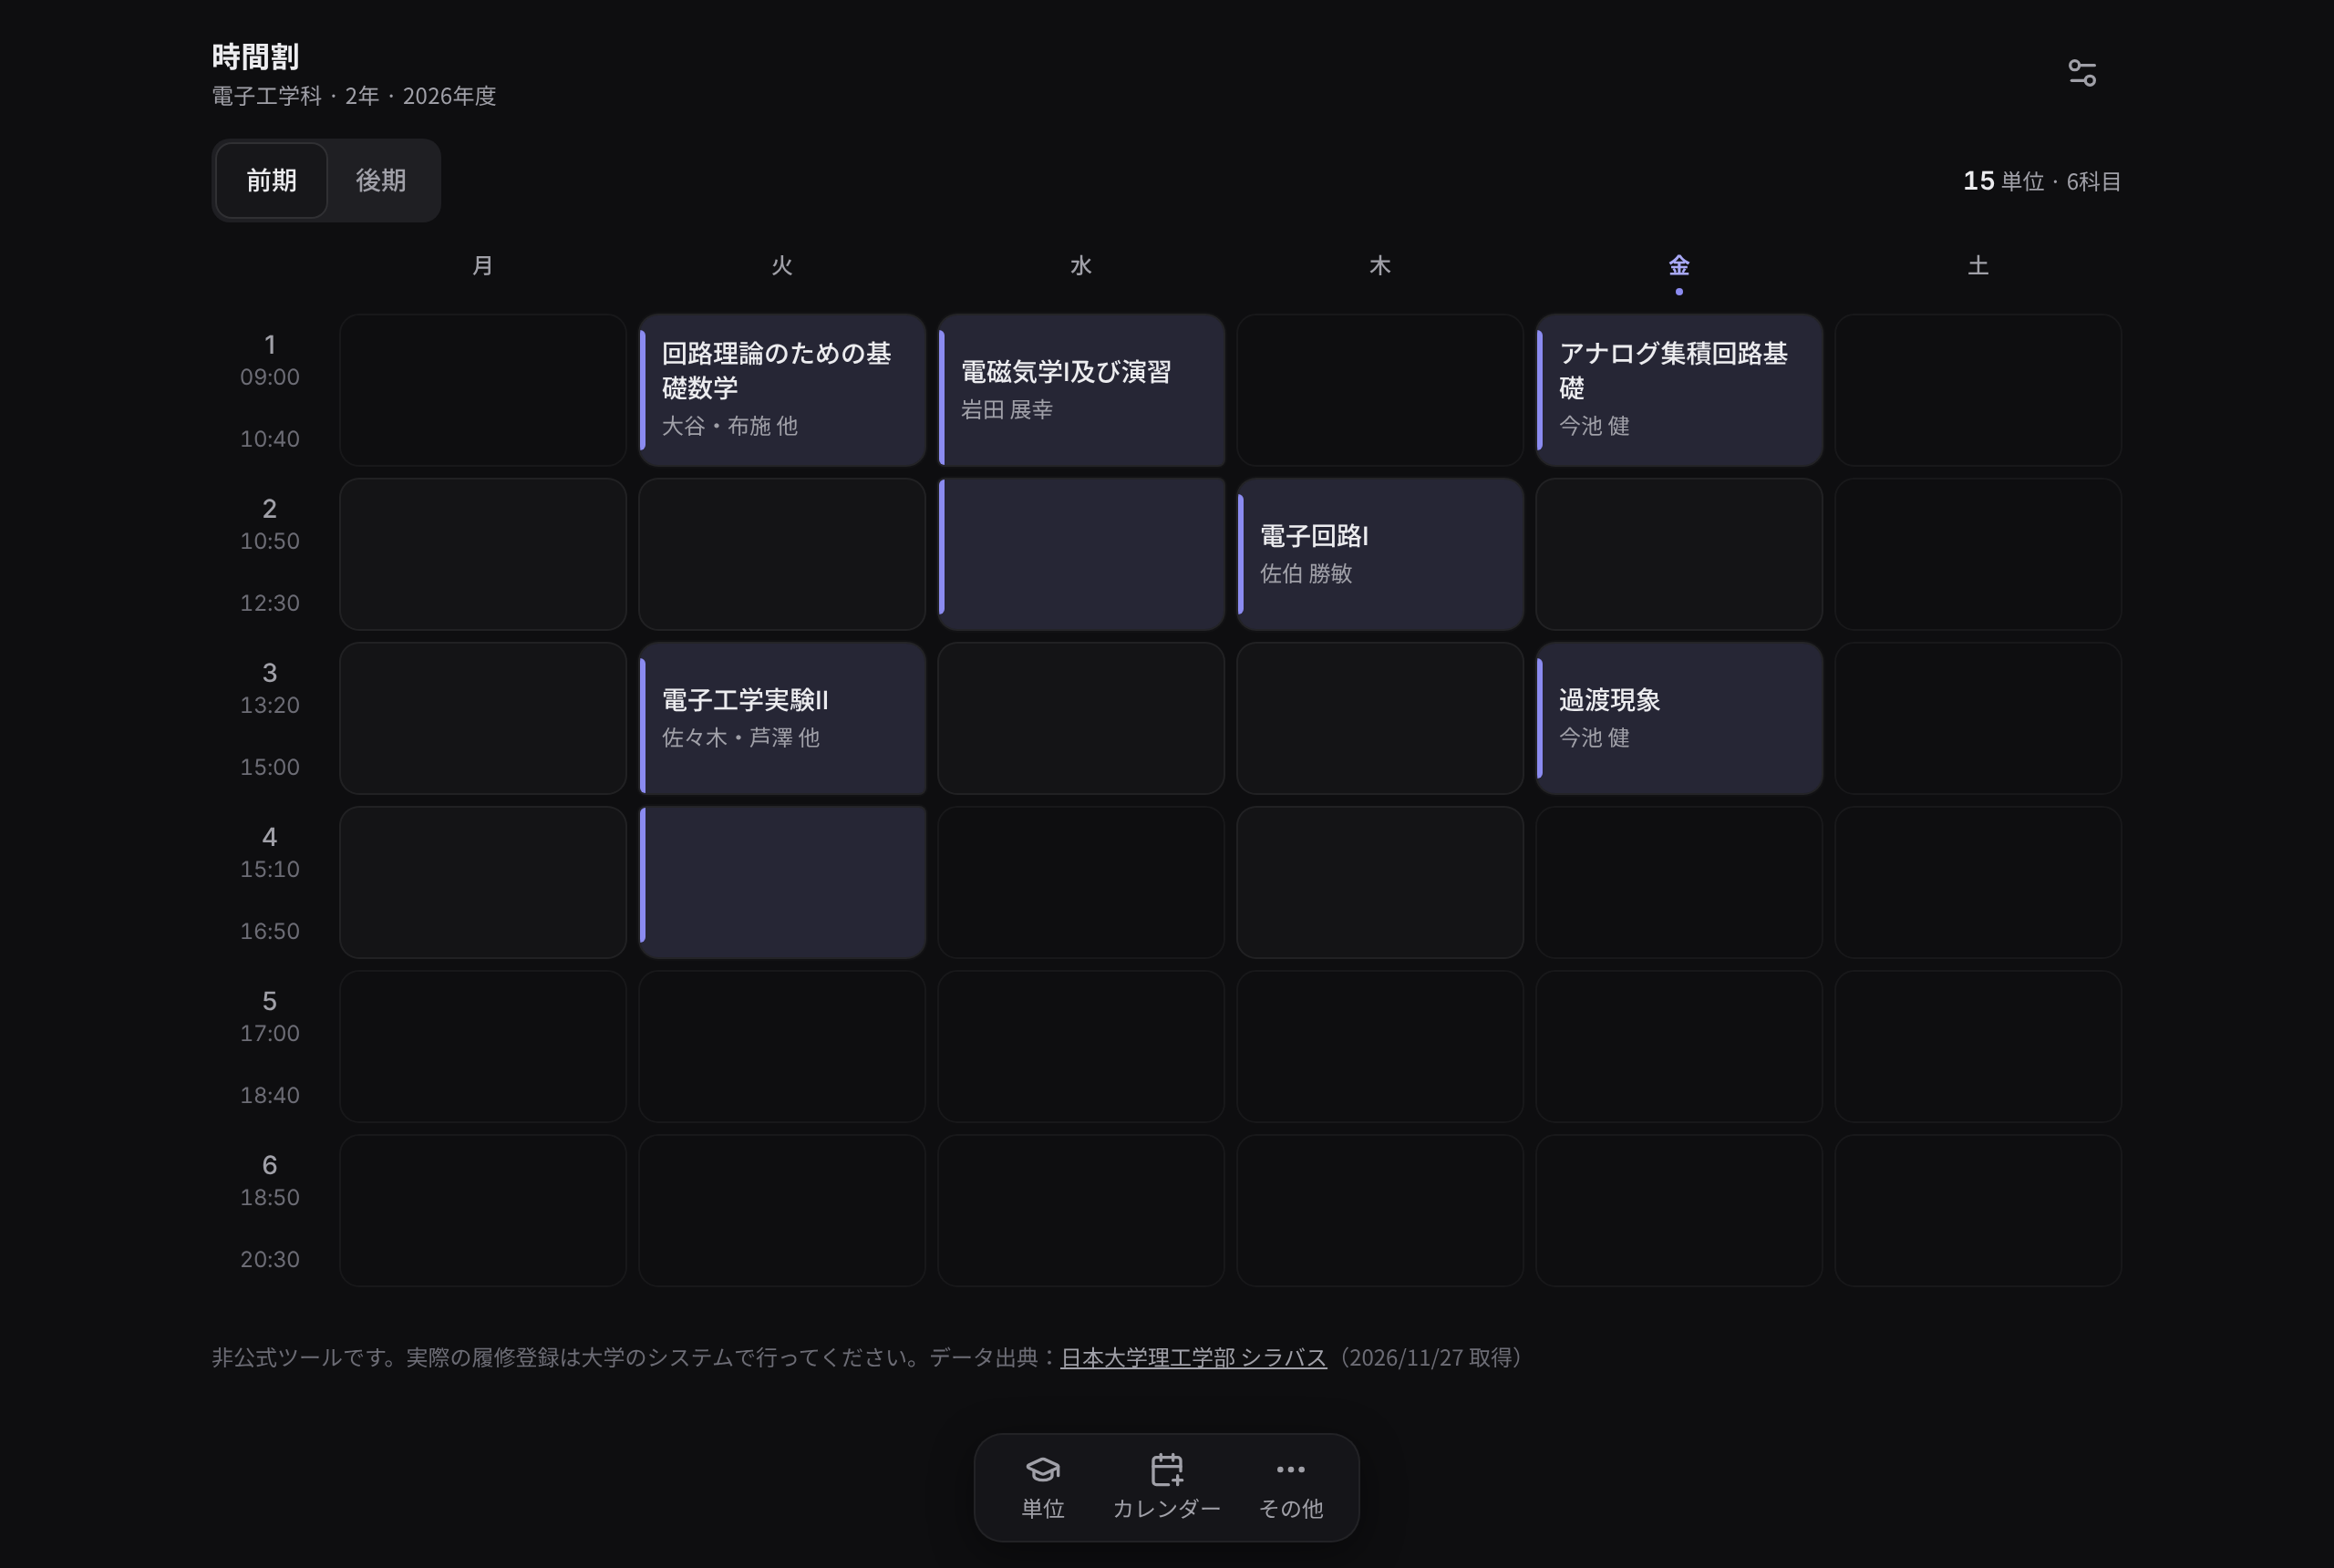 時間割
電子工学科 · 2年 · 2026年度
前期 後期
15 単位 · 6科目
月 火 水 木 金 土
1
09:00
10:40
回路理論のための基
礎数学
大谷・布施 他
電磁気学I及び演習
岩田 展幸
アナログ集積回路基
礎
今池 健
2
10:50
12:30
電子回路I
佐伯 勝敏
3
13:20
15:00
電子工学実験II
佐々木・芦澤 他
過渡現象
今池 健
4
15:10
16:50
5
17:00
18:40
6
18:50
20:30
非公式ツールです。実際の履修登録は大学のシステムで行ってください。データ出典：日本大学理工学部 シラバス（2026/11/27 取得）
単位 カレンダー その他